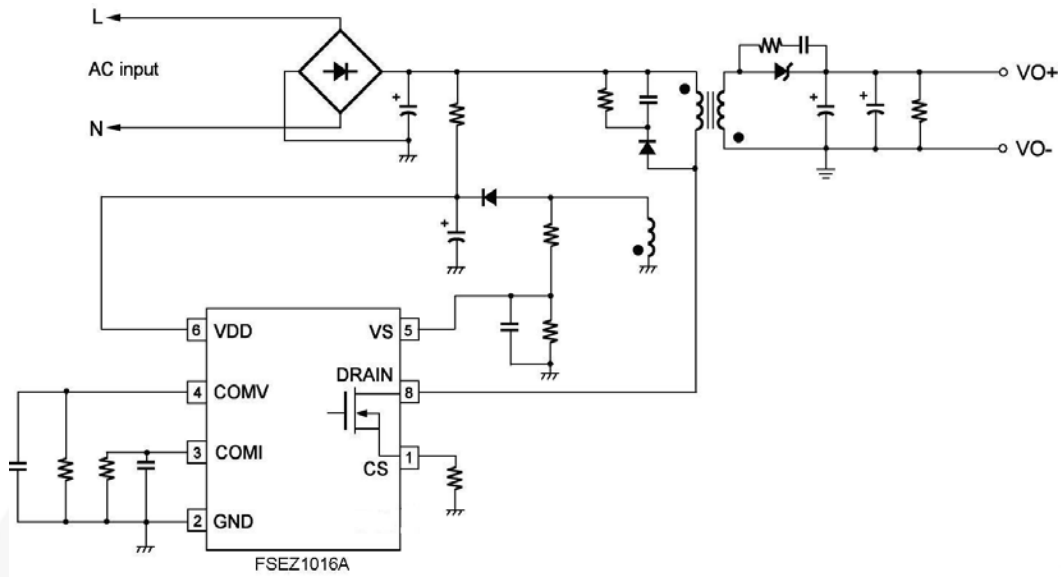 L
AC input
N
VO+
VO-
+
+
+
+
6 VDD
VS 5
4 COMV
DRAIN
8
3 COMI
CS 1
2 GND
FSEZ1016A